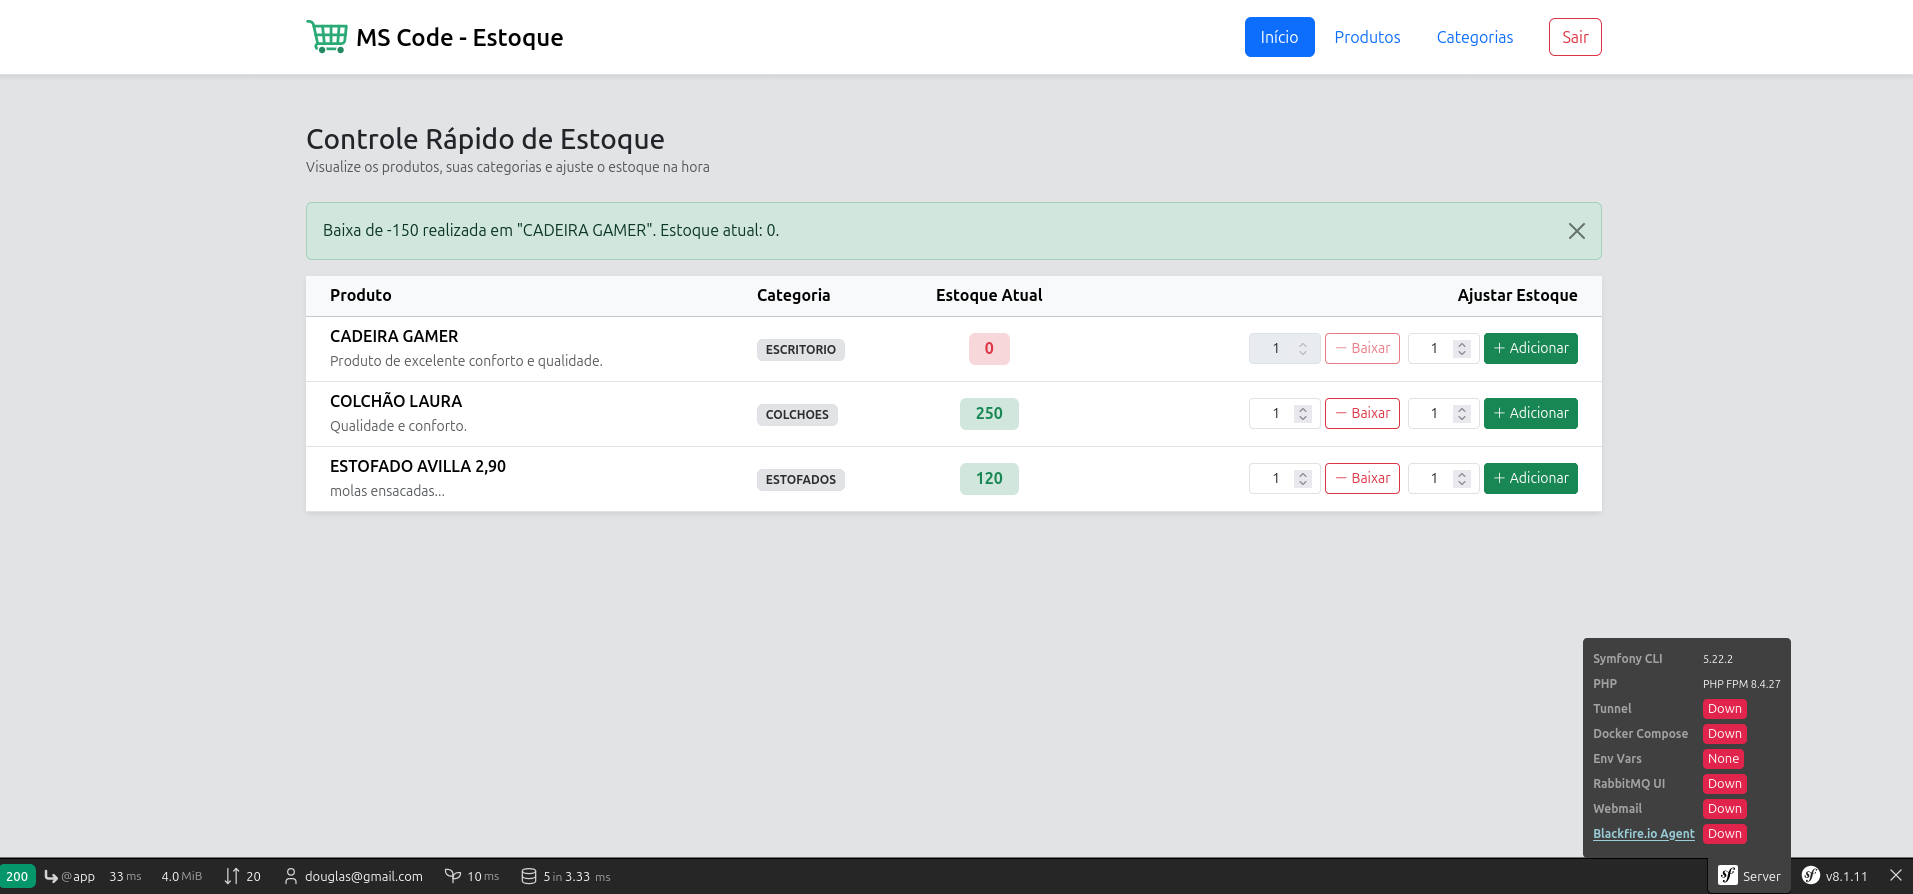 MS Code - Estoque
Início Produtos Categorias Sair
Controle Rápido de Estoque
Visualize os produtos, suas categorias e ajuste o estoque na hora
Baixa de -150 realizada em "CADEIRA GAMER". Estoque atual: 0.
Produto Categoria Estoque Atual Ajustar Estoque
CADEIRA GAMER
Produto de excelente conforto e qualidade.
ESCRITORIO 0 1 — Baixar 1 + Adicionar
COLCHÃO LAURA
Qualidade e conforto.
COLCHOES 250 1 — Baixar 1 + Adicionar
ESTOFADO AVILLA 2,90
molas ensacadas...
ESTOFADOS 120 1 — Baixar 1 + Adicionar
Symfony CLI 5.22.2
PHP PHP FPM 8.4.27
Tunnel Down
Docker Compose Down
Env Vars None
RabbitMQ UI Down
Webmail Down
Blackfire.io Agent Down
200 @app 33 ms 4.0 MiB 20 douglas@gmail.com 10 ms 5 in 3.33 ms sf Server sf v8.1.11